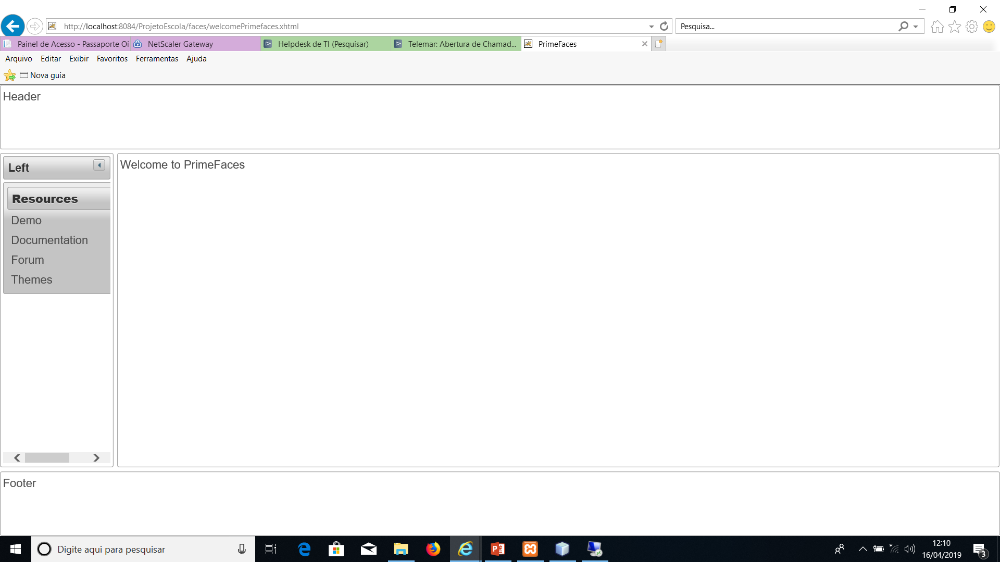 http://localhost:8084/ProjetoEscola/faces/welcomePrimefaces.xhtml
Pesquisa...
Painel de Acesso - Passaporte Oi
NetScaler Gateway
Helpdesk de TI (Pesquisar)
Telemar: Abertura de Chamad...
PrimeFaces
Arquivo Editar Exibir Favoritos Ferramentas Ajuda
Nova guia
Header
Left
Welcome to PrimeFaces
Resources
Demo
Documentation
Forum
Themes
Footer
Digite aqui para pesquisar
12:10
16/04/2019
3